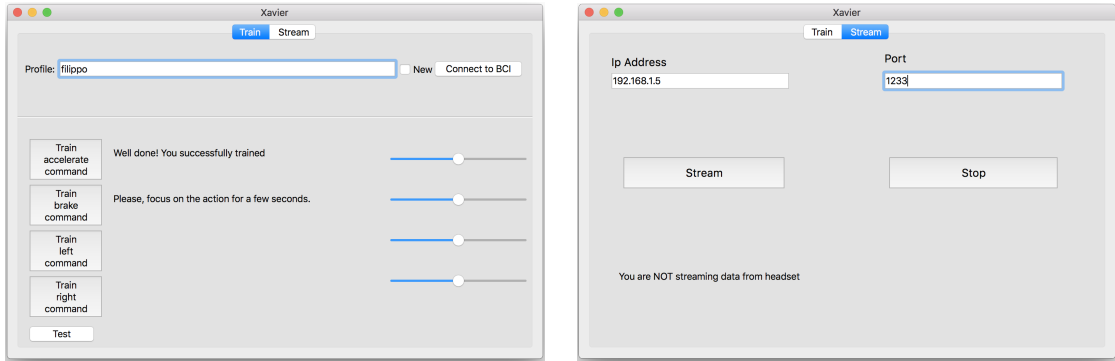 Xavier
Train Stream
Profile: filippo New Connect to BCI
Train
accelerate
command
Well done! You successfully trained
Train
brake
command
Please, focus on the action for a few seconds.
Train
left
command
Train
right
command
Test
Xavier
Train Stream
Ip Address
Port
192.168.1.5
1233
Stream
Stop
You are NOT streaming data from headset